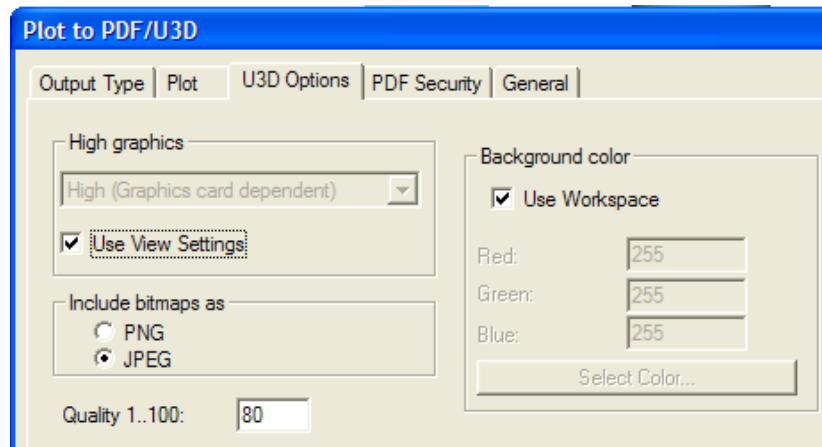 Plot to PDF/U3D
Output Type Plot U3D Options PDF Security General
High graphics
High (Graphics card dependent)
Use View Settings
Include bitmaps as
PNG
JPEG
Quality 1..100: 80
Background color
Use Workspace
Red: 255
Green: 255
Blue: 255
Select Color...